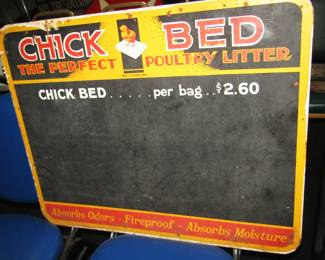 CHICK BED
THE PERFECT POULTRY LITTER
CHICK BED ..... per bag .. $2.60
Absorbs Odors · Fireproof · Absorbs Moisture